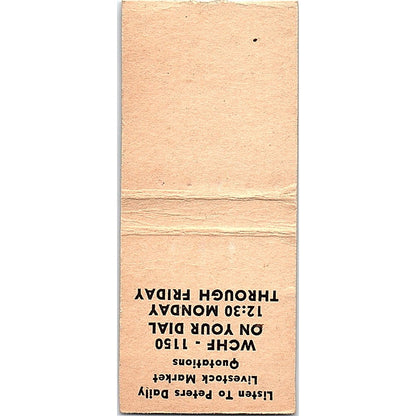 Listen To Peters Daily
Livestock Market
Quotations
WCHF - 1150
ON YOUR DIAL
12:30 MONDAY
THROUGH FRIDAY